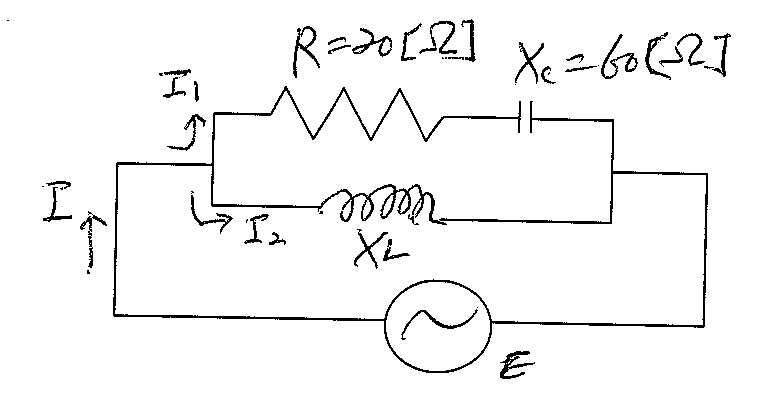 R=20[Ω]
Xc=60[Ω]
I1
I
I2
XL
E